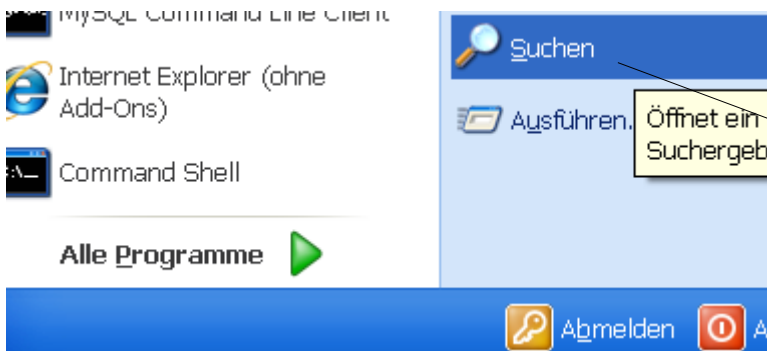 MySQL Command Line Client
Internet Explorer (ohne
Add-Ons)
Command Shell
Alle Programme
Suchen
Ausführen.
Öffnet ein
Suchergeb
Abmelden
A